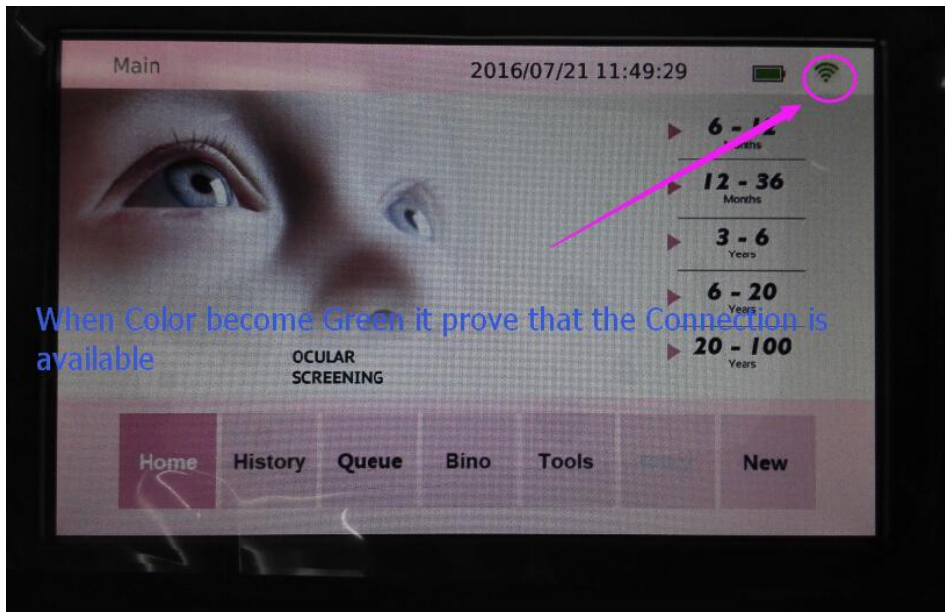 Main
2016/07/21 11:49:29
6 - 12
Months
12 - 36
Months
3 - 6
Years
6 - 20
Years
20 - 100
Years
When Color become Green it prove that the Connection is
available
OCULAR
SCREENING
Home History Queue Bino Tools New